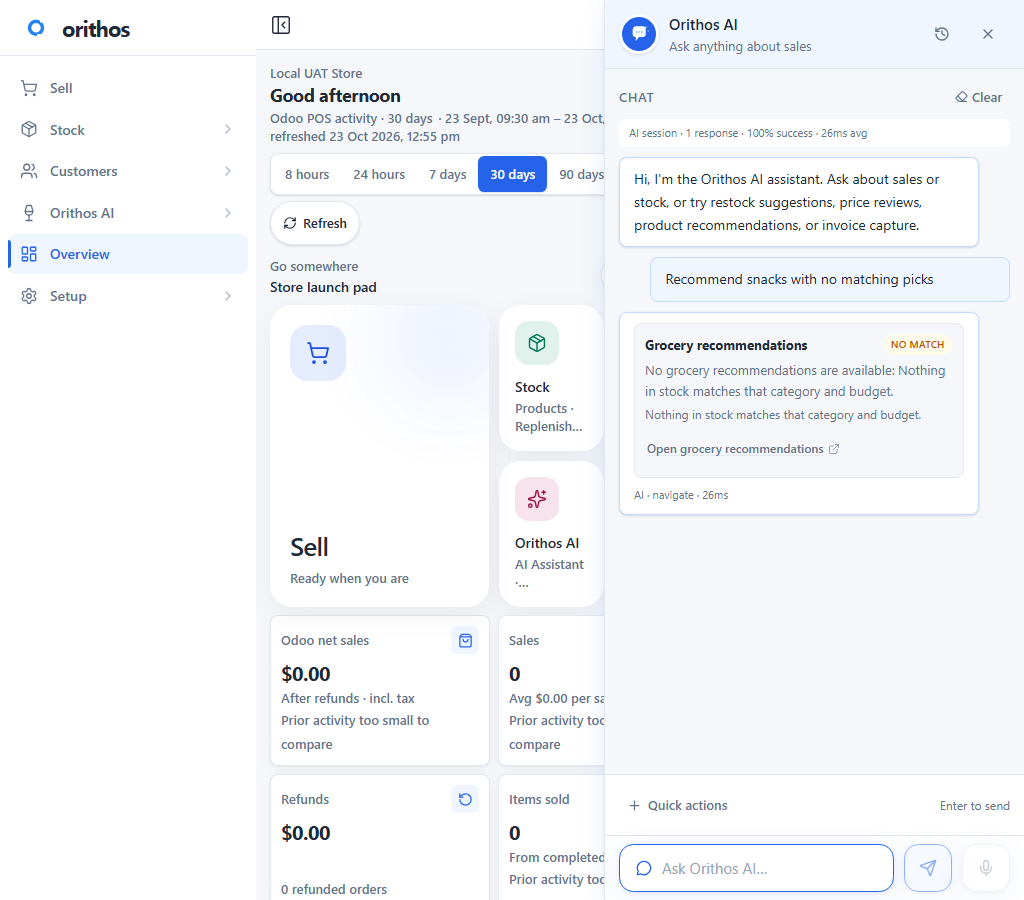 orithos
Sell
Stock
Customers
Orithos AI
Overview
Setup
Local UAT Store
Good afternoon
Odoo POS activity · 30 days · 23 Sept, 09:30 am – 23 Oct,
refreshed 23 Oct 2026, 12:55 pm
8 hours
24 hours
7 days
30 days
90 days
Refresh
Go somewhere
Store launch pad
Sell
Ready when you are
Stock
Products ·
Replenish...
Orithos AI
AI Assistant
·...
Odoo net sales
$0.00
After refunds · incl. tax
Prior activity too small to
compare
Sales
0
Avg $0.00 per sa
Prior activity too
compare
Refunds
$0.00
0 refunded orders
Items sold
0
From completed
Prior activity too
Orithos AI
Ask anything about sales
CHAT
Clear
AI session · 1 response · 100% success · 26ms avg
Hi, I'm the Orithos AI assistant. Ask about sales or
stock, or try restock suggestions, price reviews,
product recommendations, or invoice capture.
Recommend snacks with no matching picks
Grocery recommendations
NO MATCH
No grocery recommendations are available: Nothing
in stock matches that category and budget.
Nothing in stock matches that category and budget.
Open grocery recommendations
AI · navigate · 26ms
Quick actions
Enter to send
Ask Orithos AI...